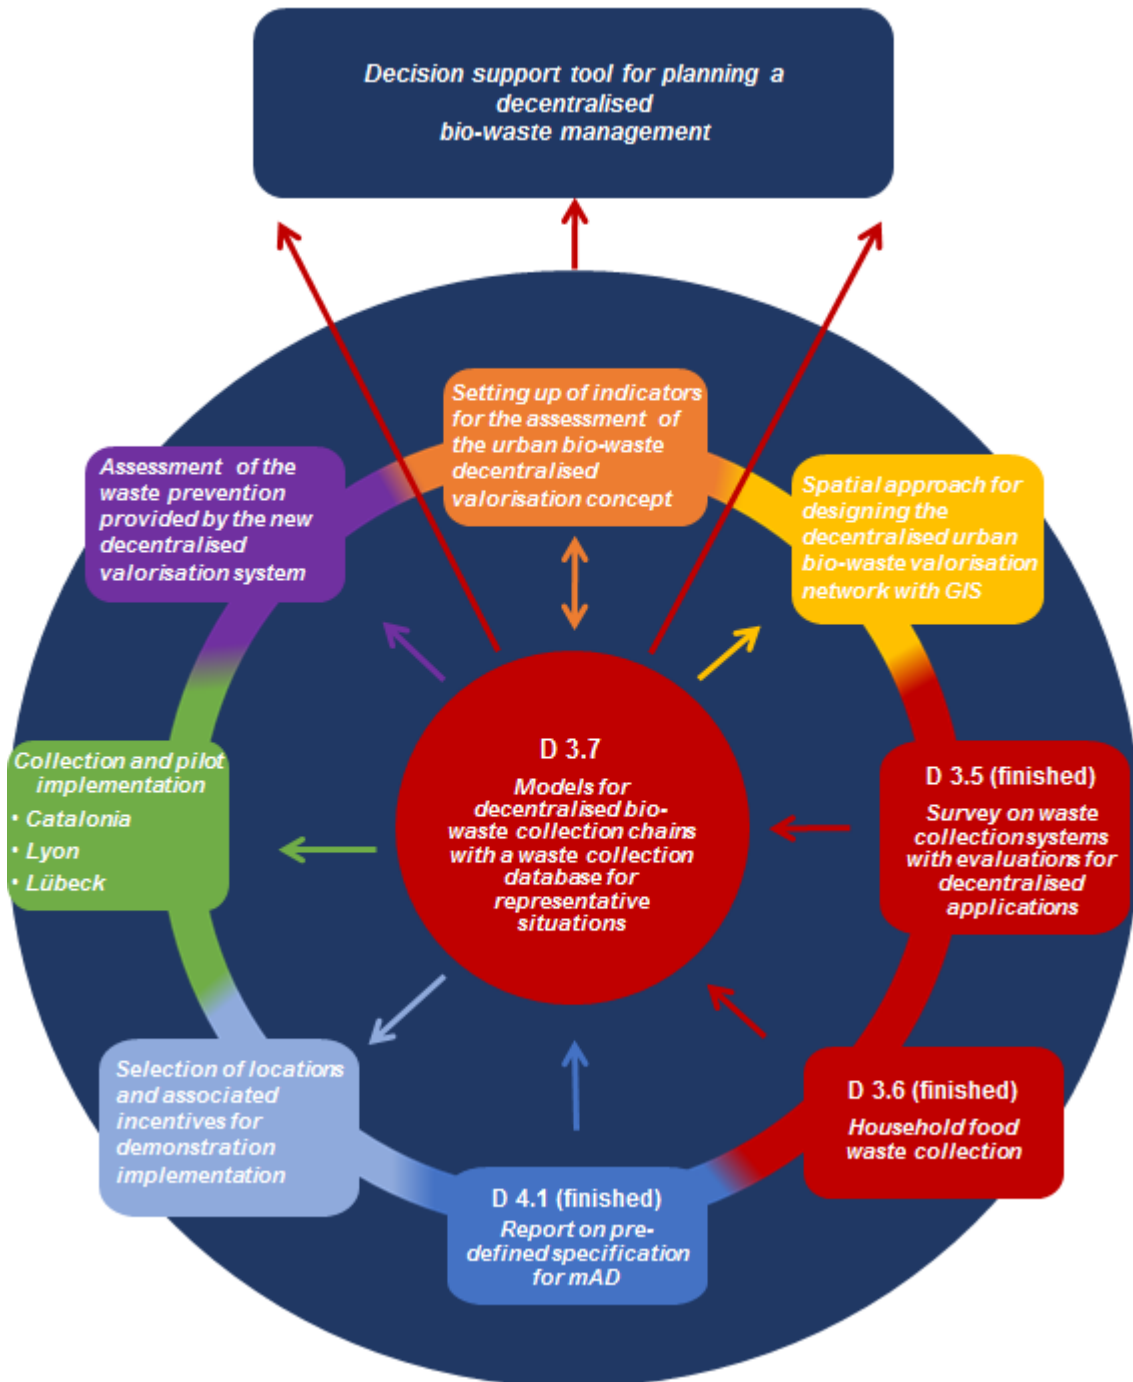 Decision support tool for planning a
decentralised
bio-waste management
Setting up of indicators
for the assessment of
the urban bio-waste
decentralised
valorisation concept
Assessment of the
waste prevention
provided by the new
decentralised
valorisation system
Spatial approach for
designing the
decentralised urban
bio-waste valorisation
network with GIS
D 3.7
Models for
decentralised bio-
waste collection chains
with a waste collection
database for
representative
situations
Collection and pilot
implementation
• Catalonia
• Lyon
• Lübeck
D 3.5 (finished)
Survey on waste
collection systems
with evaluations for
decentralised
applications
Selection of locations
and associated
incentives for
demonstration
implementation
D 3.6 (finished)
Household food
waste collection
D 4.1 (finished)
Report on pre-
defined specification
for mAD